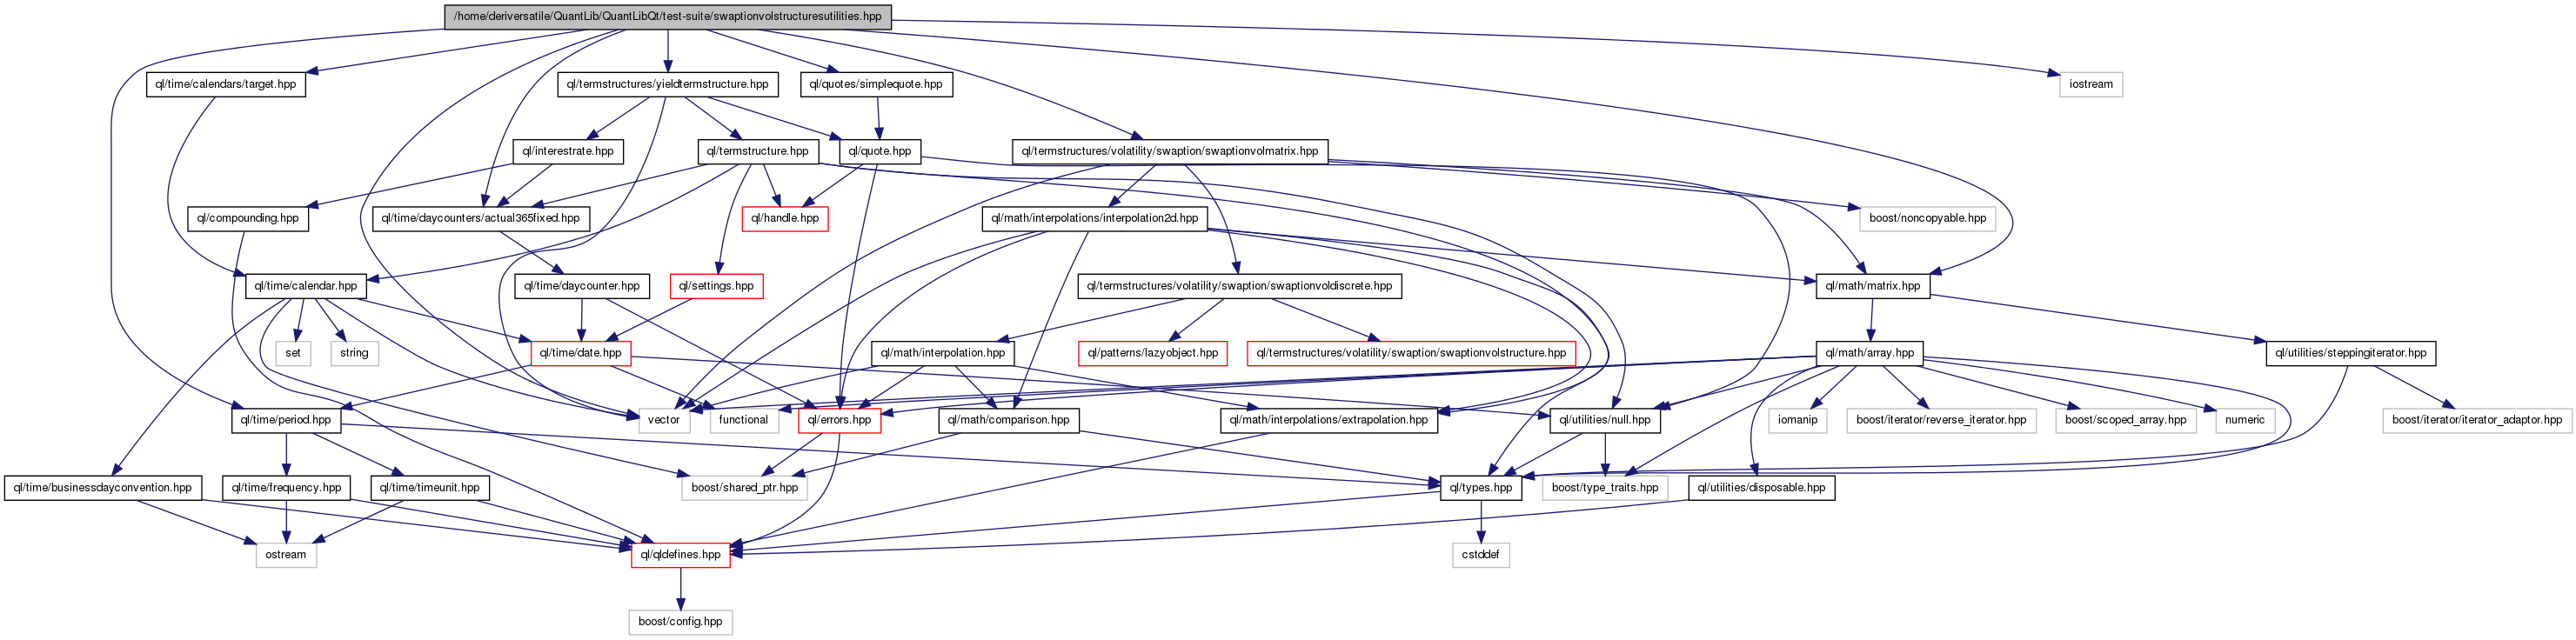 /home/deriversatile/QuantLib/QuantLibQt/test-suite/swaptionvolstructuresutilities.hpp
ql/time/calendars/target.hpp
ql/termstructures/yieldtermstructure.hpp
ql/quotes/simplequote.hpp
iostream
ql/interestrate.hpp
ql/termstructure.hpp
ql/quote.hpp
ql/termstructures/volatility/swaption/swaptionvolmatrix.hpp
ql/compounding.hpp
ql/time/daycounters/actual365fixed.hpp
ql/handle.hpp
ql/math/interpolations/interpolation2d.hpp
boost/noncopyable.hpp
ql/time/calendar.hpp
ql/time/daycounter.hpp
ql/settings.hpp
ql/termstructures/volatility/swaption/swaptionvoldiscrete.hpp
ql/math/matrix.hpp
set
string
ql/time/date.hpp
ql/math/interpolation.hpp
ql/patterns/lazyobject.hpp
ql/termstructures/volatility/swaption/swaptionvolstructure.hpp
ql/math/array.hpp
ql/utilities/steppingiterator.hpp
ql/time/period.hpp
vector
functional
ql/errors.hpp
ql/math/comparison.hpp
ql/math/interpolations/extrapolation.hpp
ql/utilities/null.hpp
iomanip
boost/iterator/reverse_iterator.hpp
boost/scoped_array.hpp
numeric
boost/iterator/iterator_adaptor.hpp
ql/time/businessdayconvention.hpp
ql/time/frequency.hpp
ql/time/timeunit.hpp
boost/shared_ptr.hpp
ql/types.hpp
boost/type_traits.hpp
ql/utilities/disposable.hpp
ostream
ql/qldefines.hpp
cstddef
boost/config.hpp